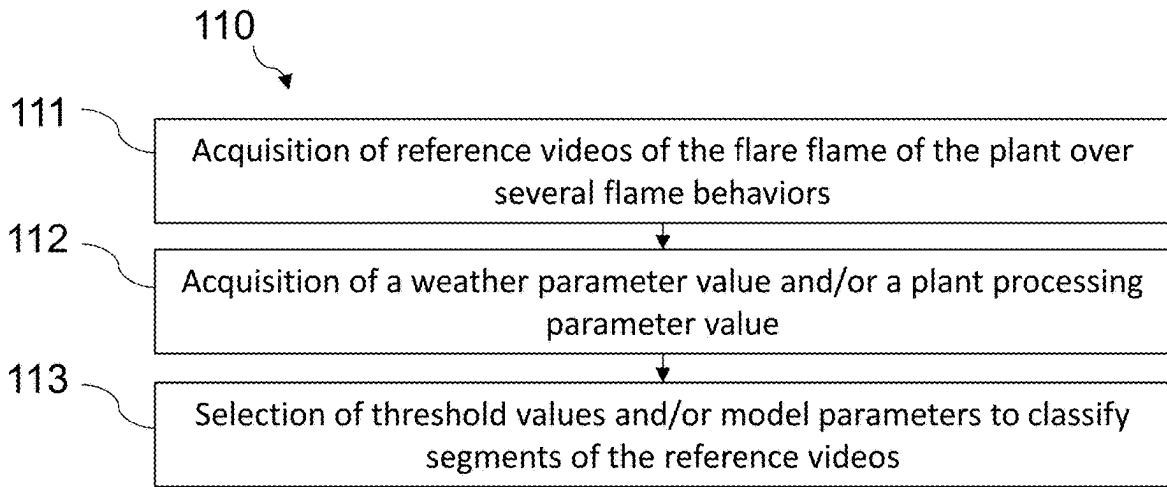 110
111
Acquisition of reference videos of the flare flame of the plant over
several flame behaviors
112
Acquisition of a weather parameter value and/or a plant processing
parameter value
113
Selection of threshold values and/or model parameters to classify
segments of the reference videos